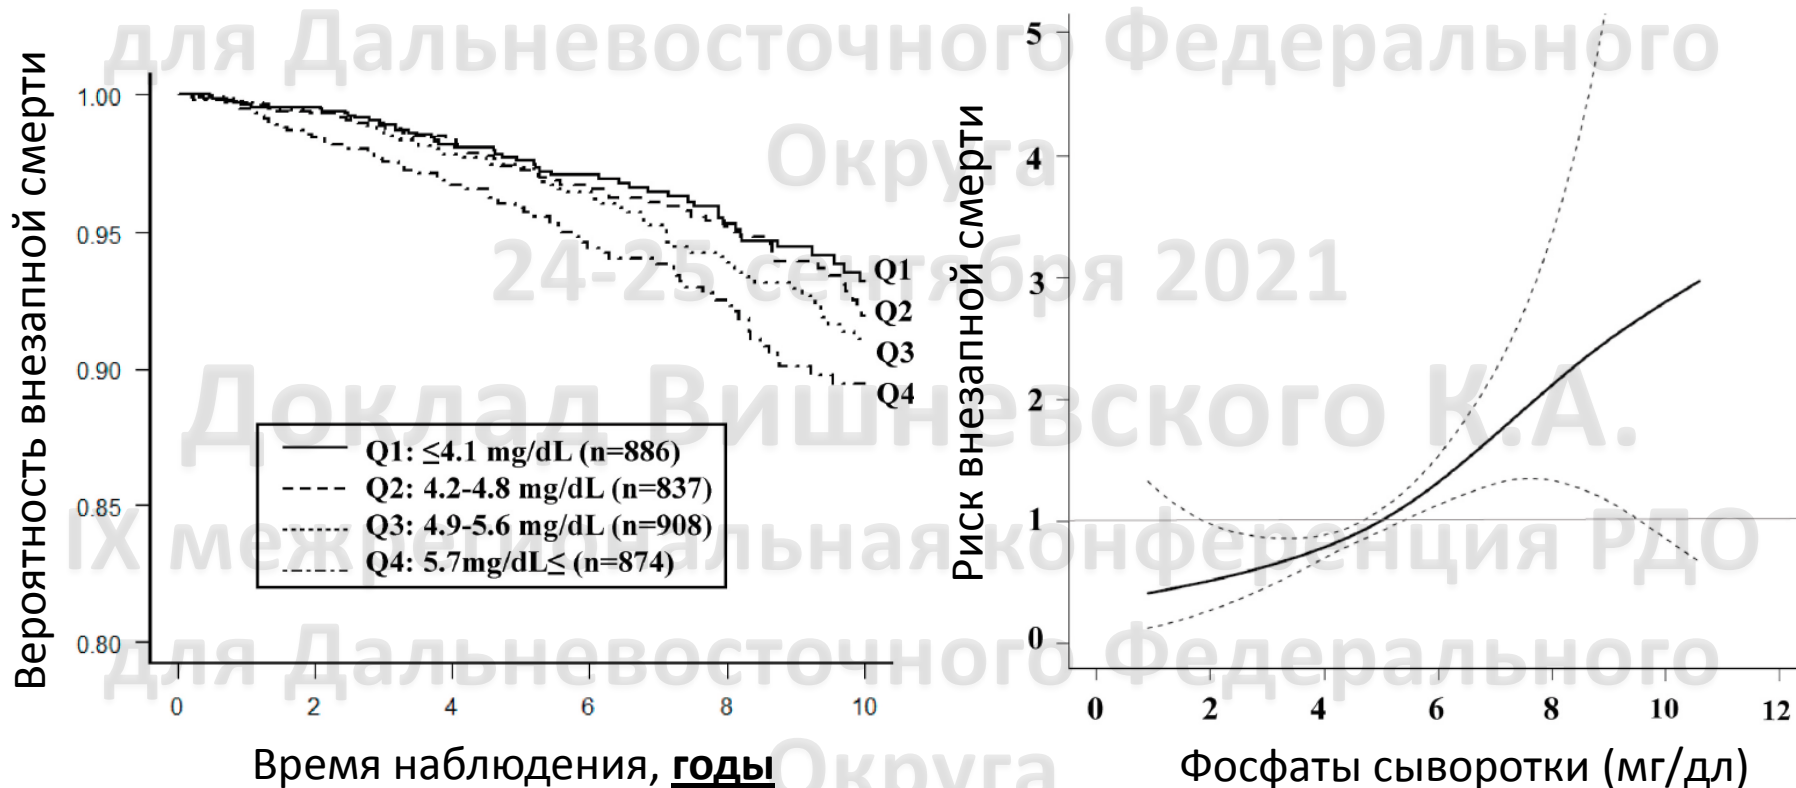 для Дальневосточного Федерального
Округа
24-25 сентября 2021
Доклад Вишневского К.А.
IX межрегиональная конференция РДО
для Дальневосточного Федерального
Округа
Вероятность внезапной смерти
1.00
0.95
0.90
0.85
0.80
Q1
Q2
Q3
Q4
Q1: ≤4.1 mg/dL (n=886)
Q2: 4.2-4.8 mg/dL (n=837)
Q3: 4.9-5.6 mg/dL (n=908)
Q4: 5.7mg/dL≤ (n=874)
0 2 4 6 8 10
Время наблюдения, годы
Риск внезапной смерти
5
4
3
2
1
0
0 2 4 6 8 10 12
Фосфаты сыворотки (мг/дл)